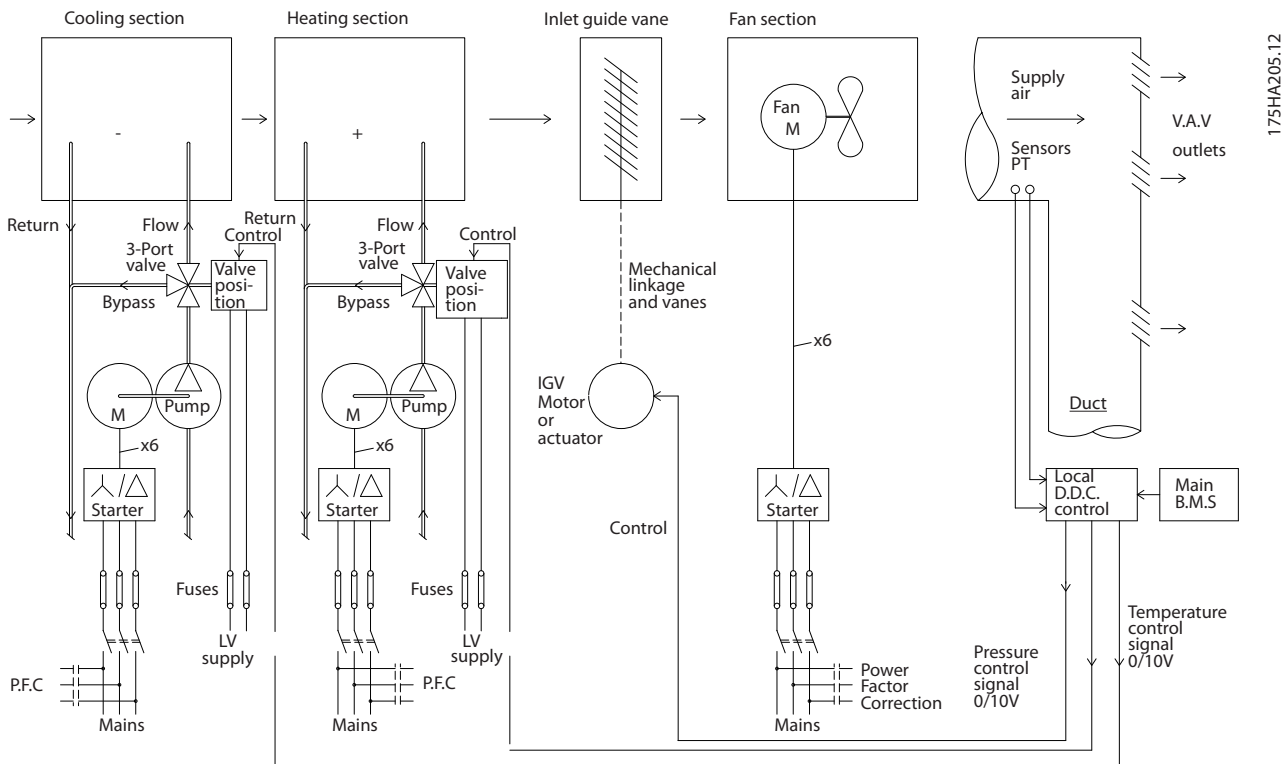 Cooling section
Heating section
Inlet guide vane
Fan section
175HA205.12
-
+
Fan
M
Supply
air
Sensors
PT
V.A.V
outlets
Return
Flow
3-Port
valve
Bypass
Control
Valve
posi-
tion
Return
Flow
3-Port
valve
Bypass
Control
Valve
posi-
tion
Mechanical
linkage
and vanes
M
Pump
x6
Starter
M
Pump
x6
Starter
IGV
Motor
or
actuator
x6
Starter
Duct
Local
D.D.C.
control
Main
B.M.S
Control
Fuses
LV
supply
Fuses
LV
supply
P.F.C
Mains
P.F.C
Mains
Power
Factor
Correction
Mains
Pressure
control
signal
0/10V
Temperature
control
signal
0/10V